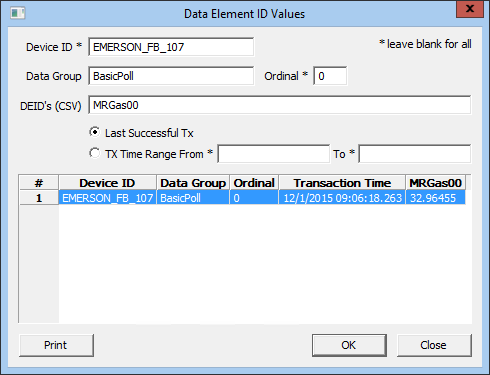 Data Element ID Values
Device ID * EMERSON_FB_107 * leave blank for all
Data Group BasicPoll Ordinal * 0
DEID's (CSV) MRGas00
Last Successful Tx
TX Time Range From * To *
# Device ID Data Group Ordinal Transaction Time MRGas00
1 EMERSON_FB_107 BasicPoll 0 12/1/2015 09:06:18.263 32.96455
Print OK Close